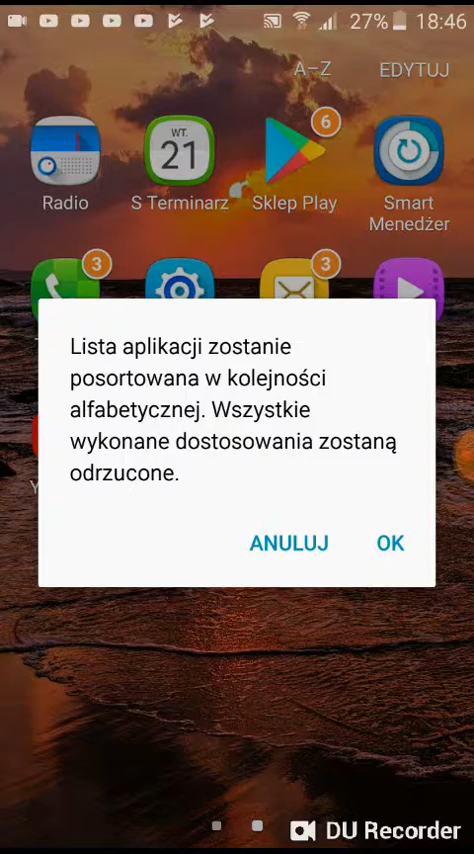 27% 18:46
A–Z EDYTUJ
WT.
21
6
Radio S Terminarz Sklep Play Smart
Menedżer
3 3
Lista aplikacji zostanie
posortowana w kolejności
alfabetycznej. Wszystkie
wykonane dostosowania zostaną
odrzucone.
ANULUJ OK
DU Recorder